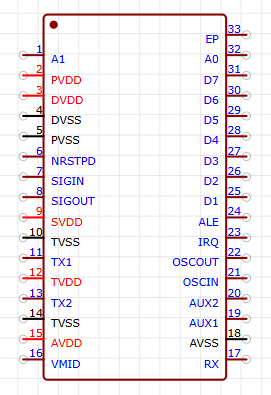 EP 33
1 A1 A0 32
2 PVDD D7 31
3 DVDD D6 30
4 DVSS D5 29
5 PVSS D4 28
6 NRSTPD D3 27
7 SIGIN D2 26
8 SIGOUT D1 25
9 SVDD ALE 24
10 TVSS IRQ 23
11 TX1 OSCOUT 22
12 TVDD OSCIN 21
13 TX2 AUX2 20
14 TVSS AUX1 19
15 AVDD AVSS 18
16 VMID RX 17